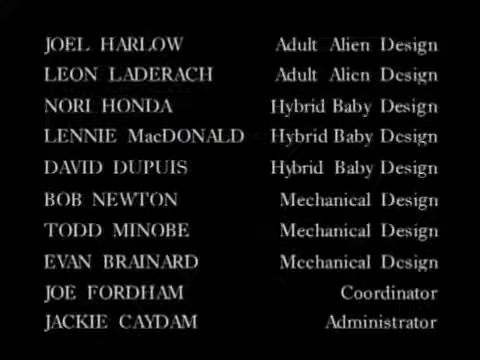 JOEL HARLOW Adult Alien Design
LEON LADERACH Adult Alien Design
NORI HONDA Hybrid Baby Design
LENNIE MacDONALD Hybrid Baby Design
DAVID DUPUIS Hybrid Baby Design
BOB NEWTON Mechanical Design
TODD MINOBE Mechanical Design
EVAN BRAINARD Mechanical Design
JOE FORDHAM Coordinator
JACKIE CAYDAM Administrator